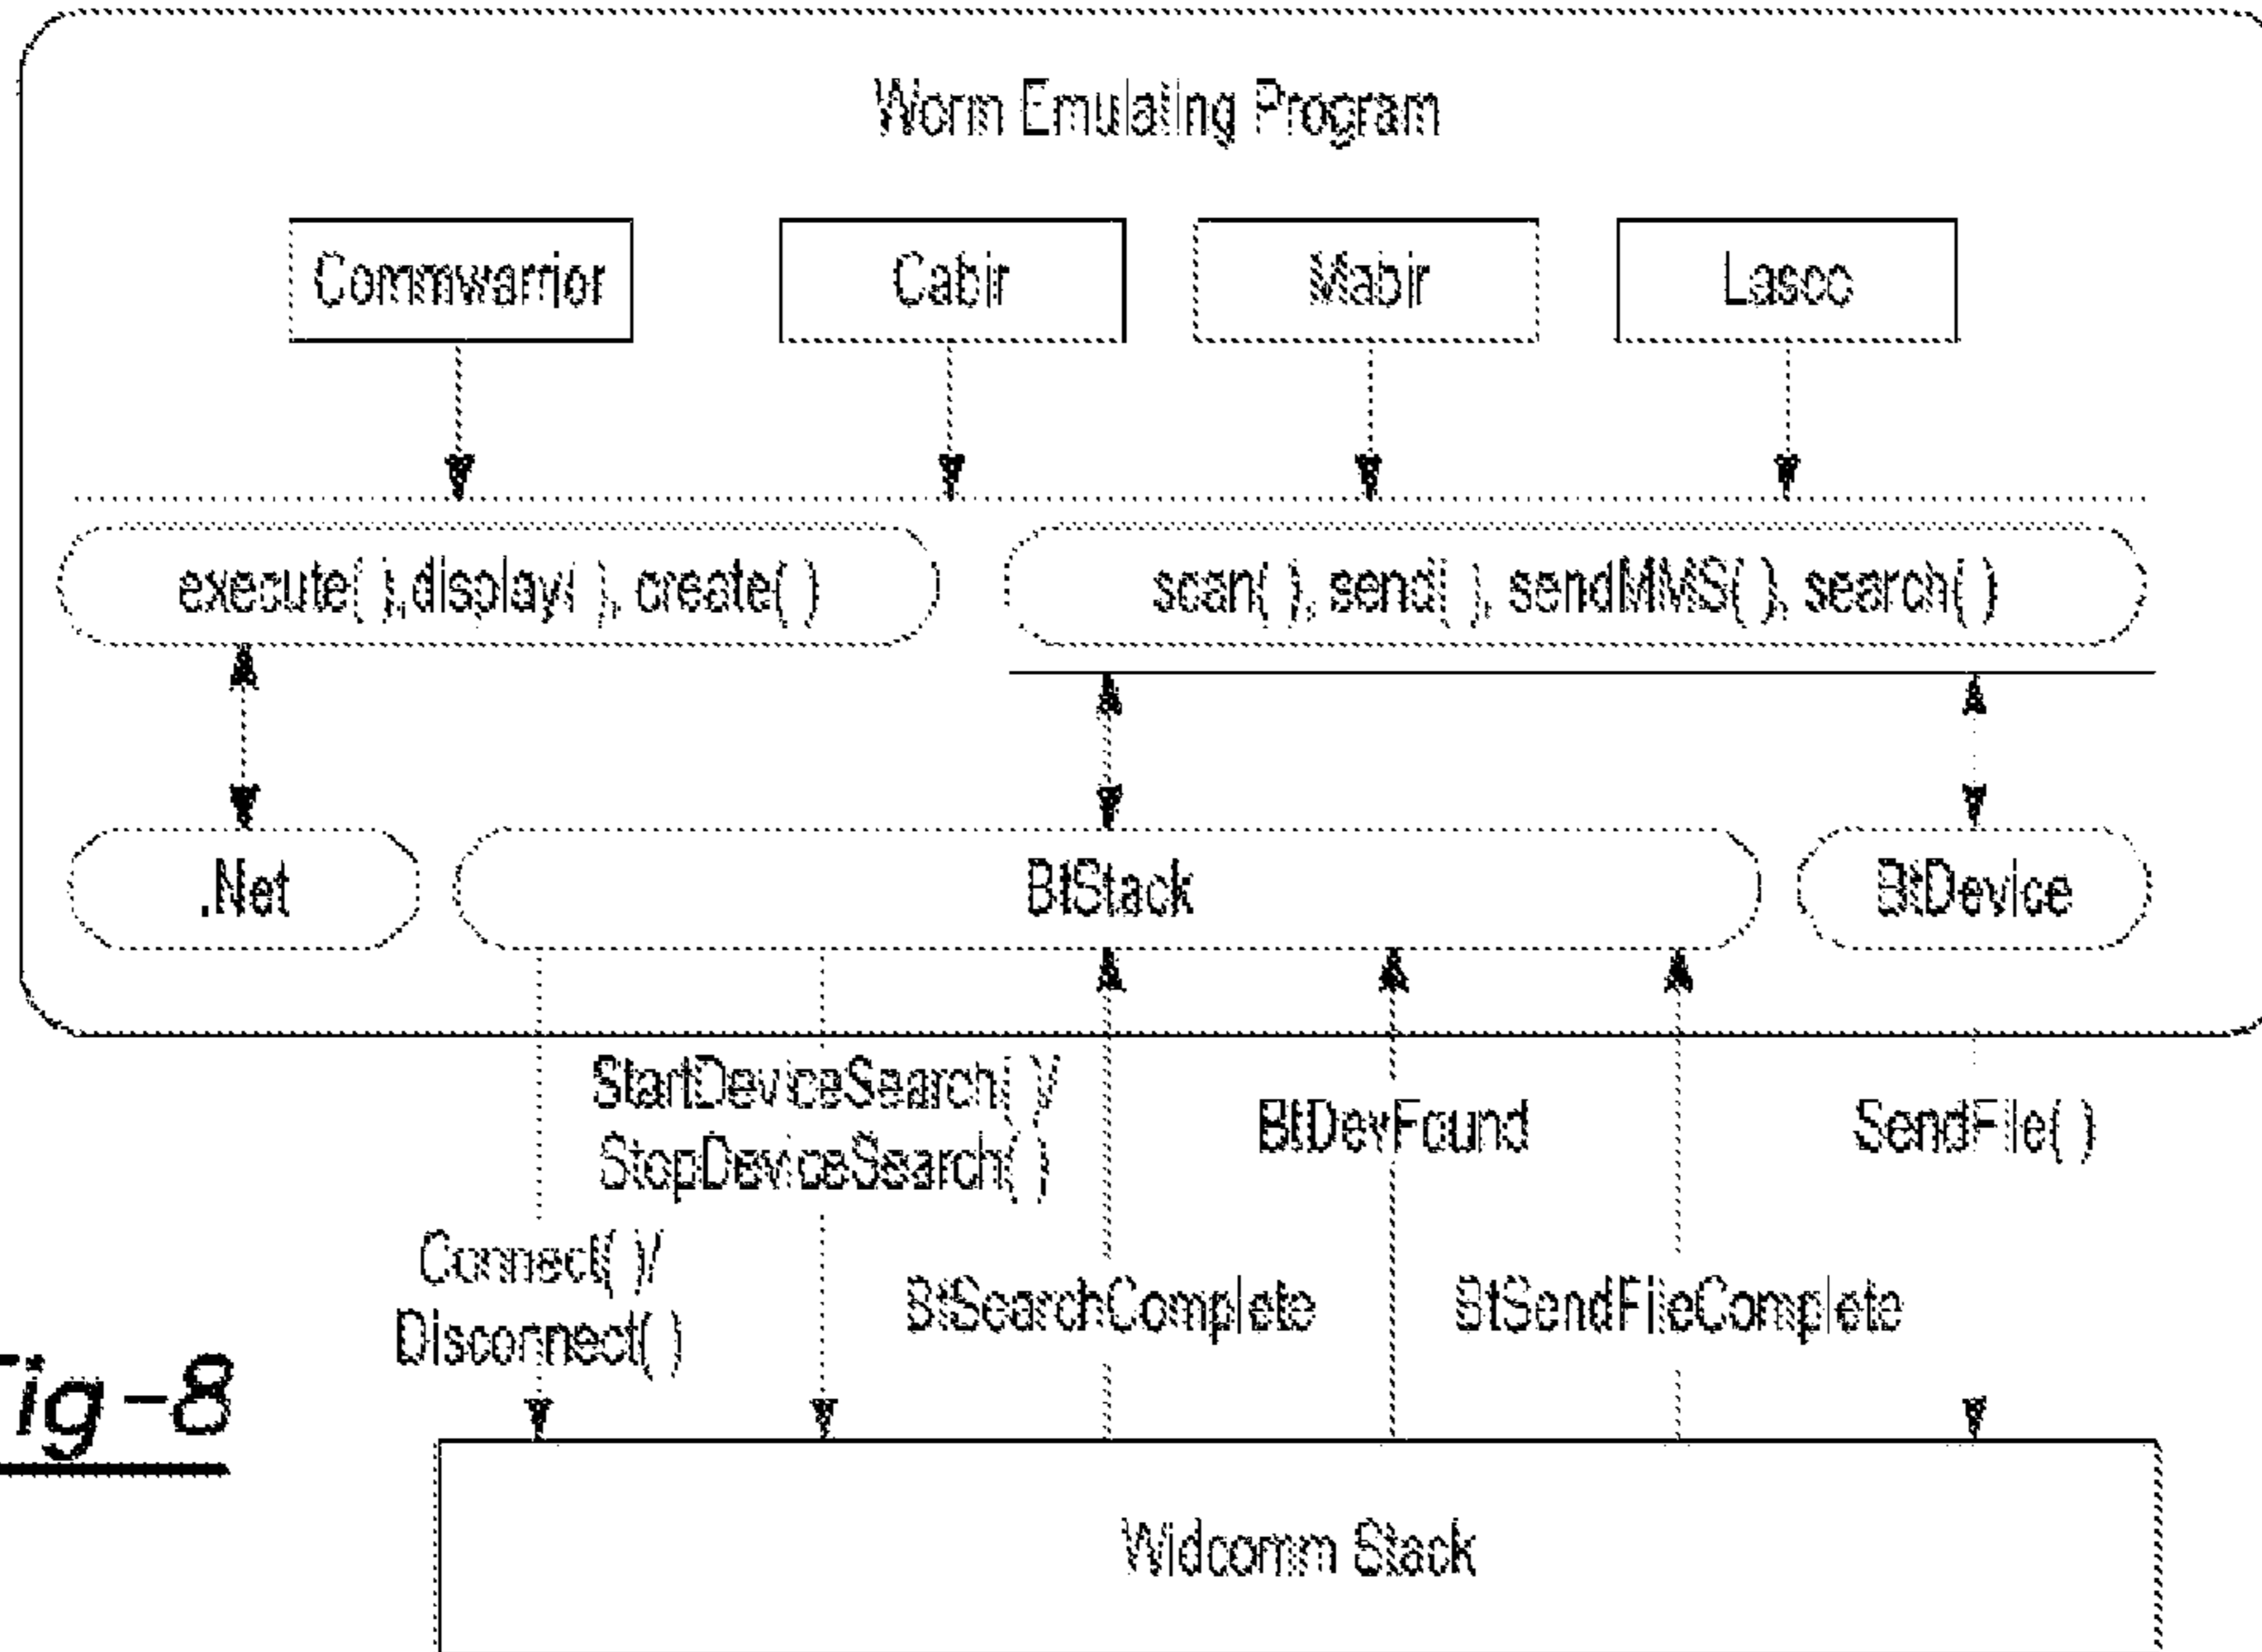 Worm Emulating Program
Commwarrior
Cabir
Mabir
Lasco
execute( ),display( ), create( )
scan( ), send( ), sendMMS( ), search( )
.Net
BtStack
BtDevice
StartDeviceSearch( )/
StopDeviceSearch( )
BtDevFound
SendFile( )
Connect( )/
Disconnect( )
BtSearchComplete
BtSendFileComplete
Fig-8
Widcomm Stack